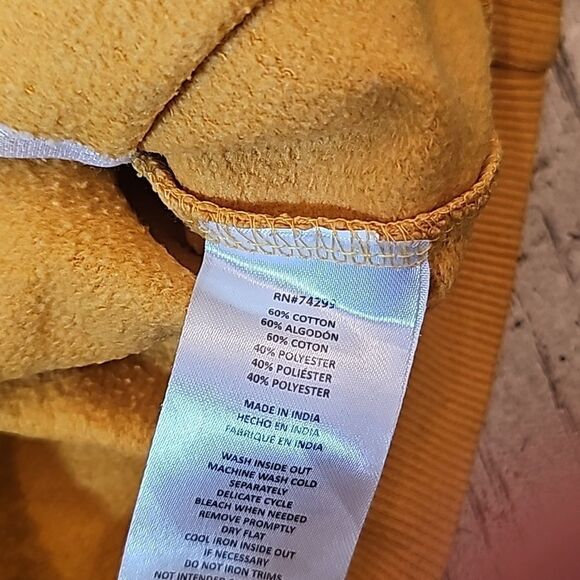 RN#74299
60% COTTON
60% ALGODÓN
60% COTON
40% POLYESTER
40% POLIÉSTER
40% POLYESTER
MADE IN INDIA
HECHO EN INDIA
FABRIQUÉ EN INDIA
WASH INSIDE OUT
MACHINE WASH COLD
SEPARATELY
DELICATE CYCLE
BLEACH WHEN NEEDED
REMOVE PROMPTLY
DRY FLAT
COOL IRON INSIDE OUT
IF NECESSARY
DO NOT IRON TRIMS